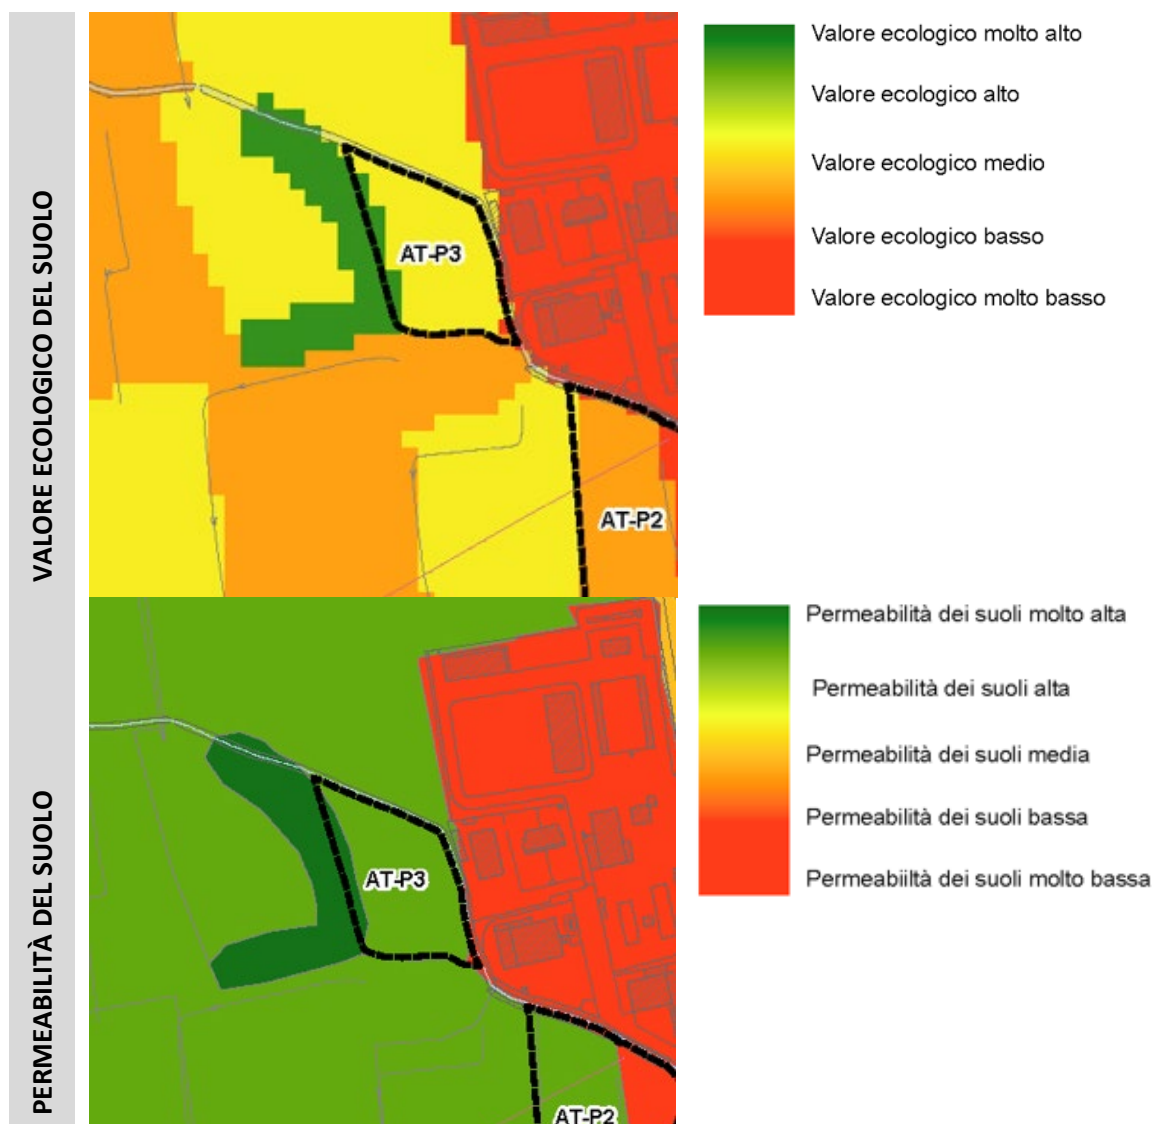 VALORE ECOLOGICO DEL SUOLO
AT-P3
AT-P2
Valore ecologico molto alto
Valore ecologico alto
Valore ecologico medio
Valore ecologico basso
Valore ecologico molto basso
PERMEABILITÀ DEL SUOLO
AT-P3
AT-P2
Permeabilità dei suoli molto alta
Permeabilità dei suoli alta
Permeabilità dei suoli media
Permeabilità dei suoli bassa
Permeabiiltà dei suoli molto bassa